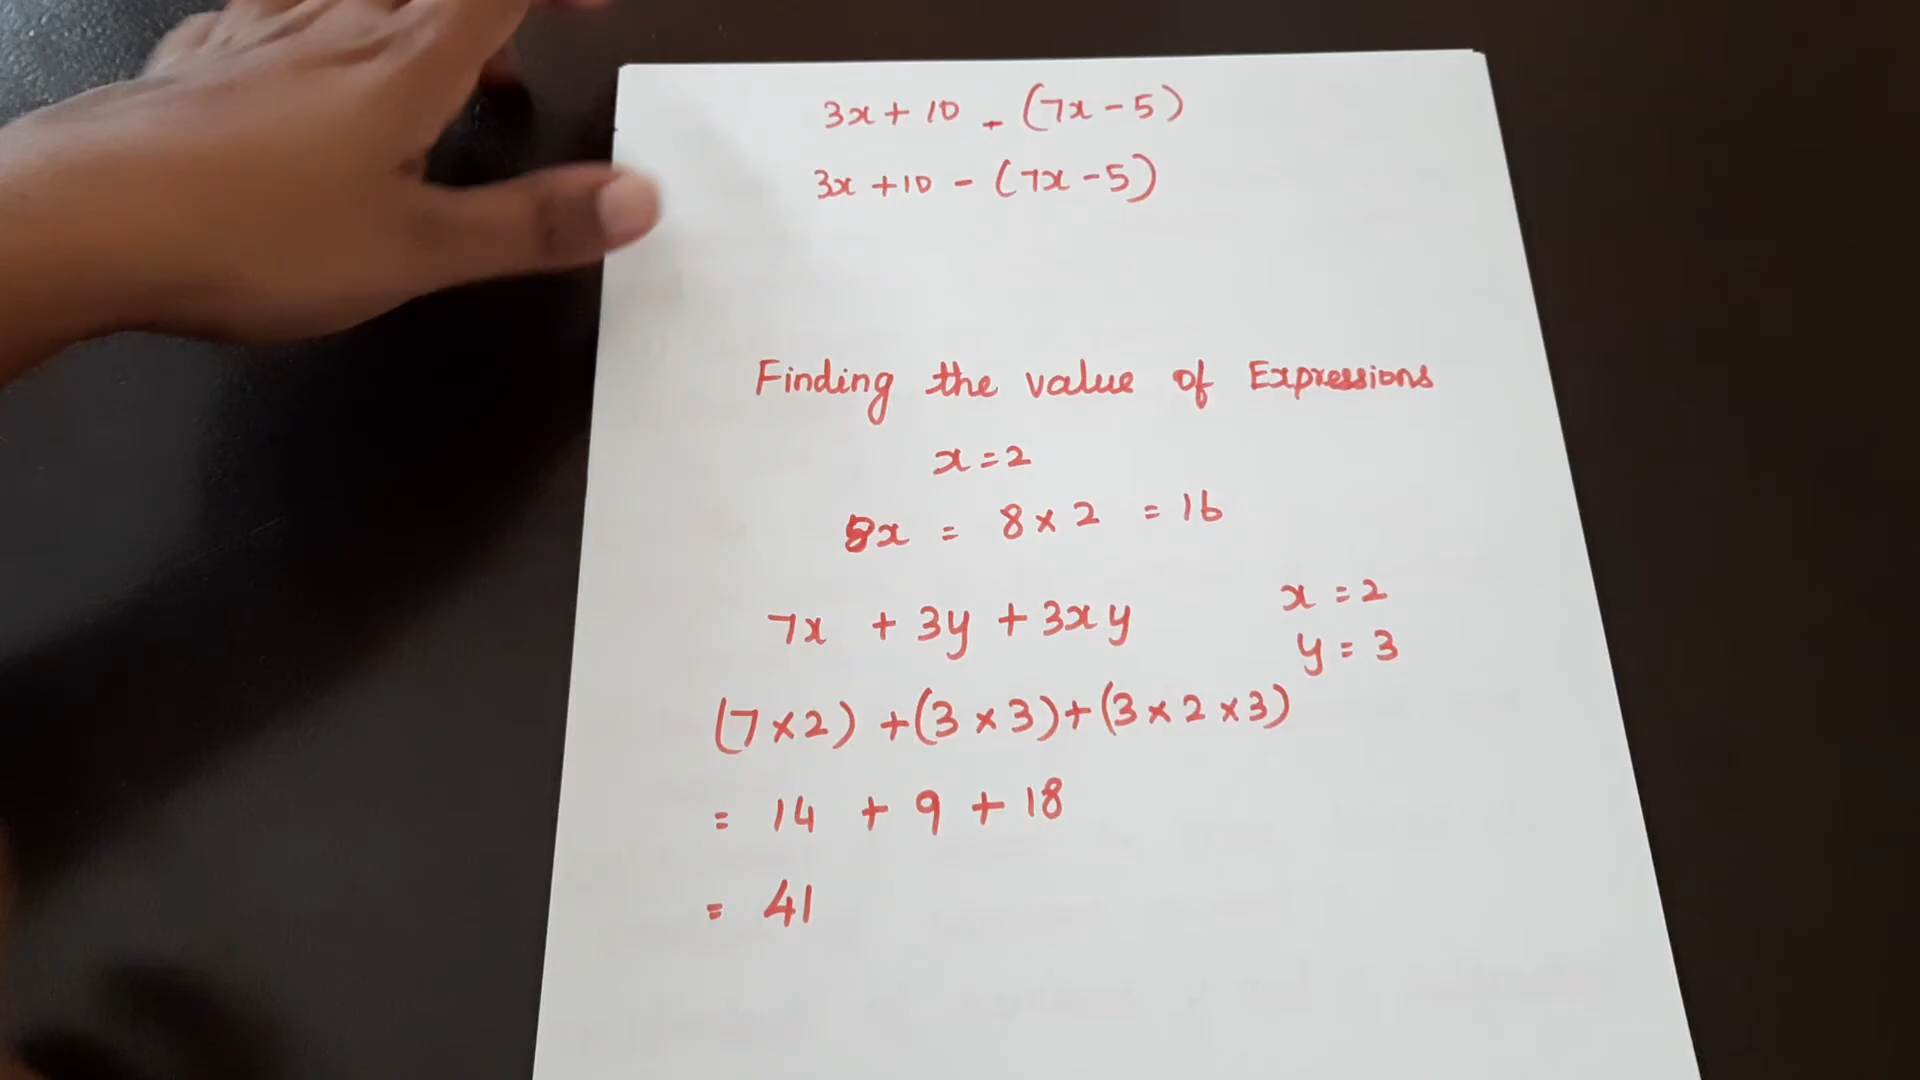 3x + 10 - (7x - 5)
3x + 10 - (7x - 5)
Finding the value of Expressions
x = 2
8x = 8 × 2 = 16
7x + 3y + 3xy
x = 2
y = 3
(7 × 2) + (3 × 3) + (3 × 2 × 3)
= 14 + 9 + 18
= 41